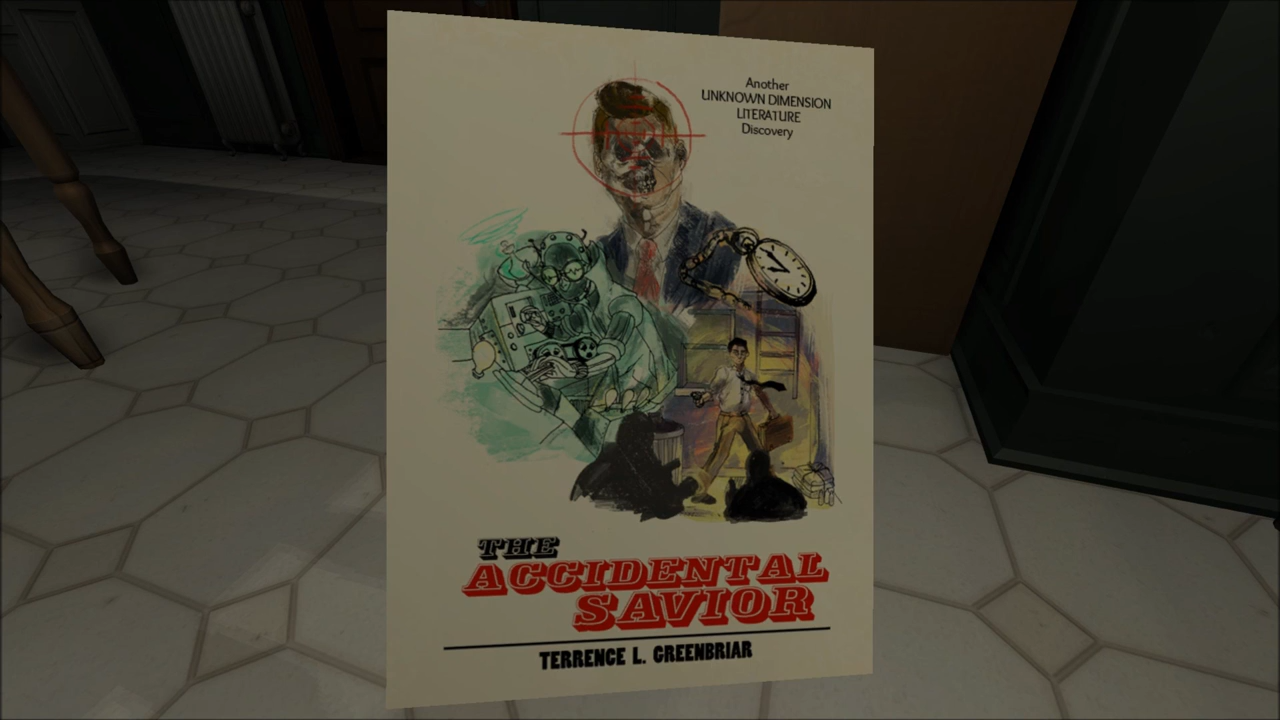 Another
UNKNOWN DIMENSION
LITERATURE
Discovery
THE
ACCIDENTAL
SAVIOR
TERRENCE L. GREENBRIAR